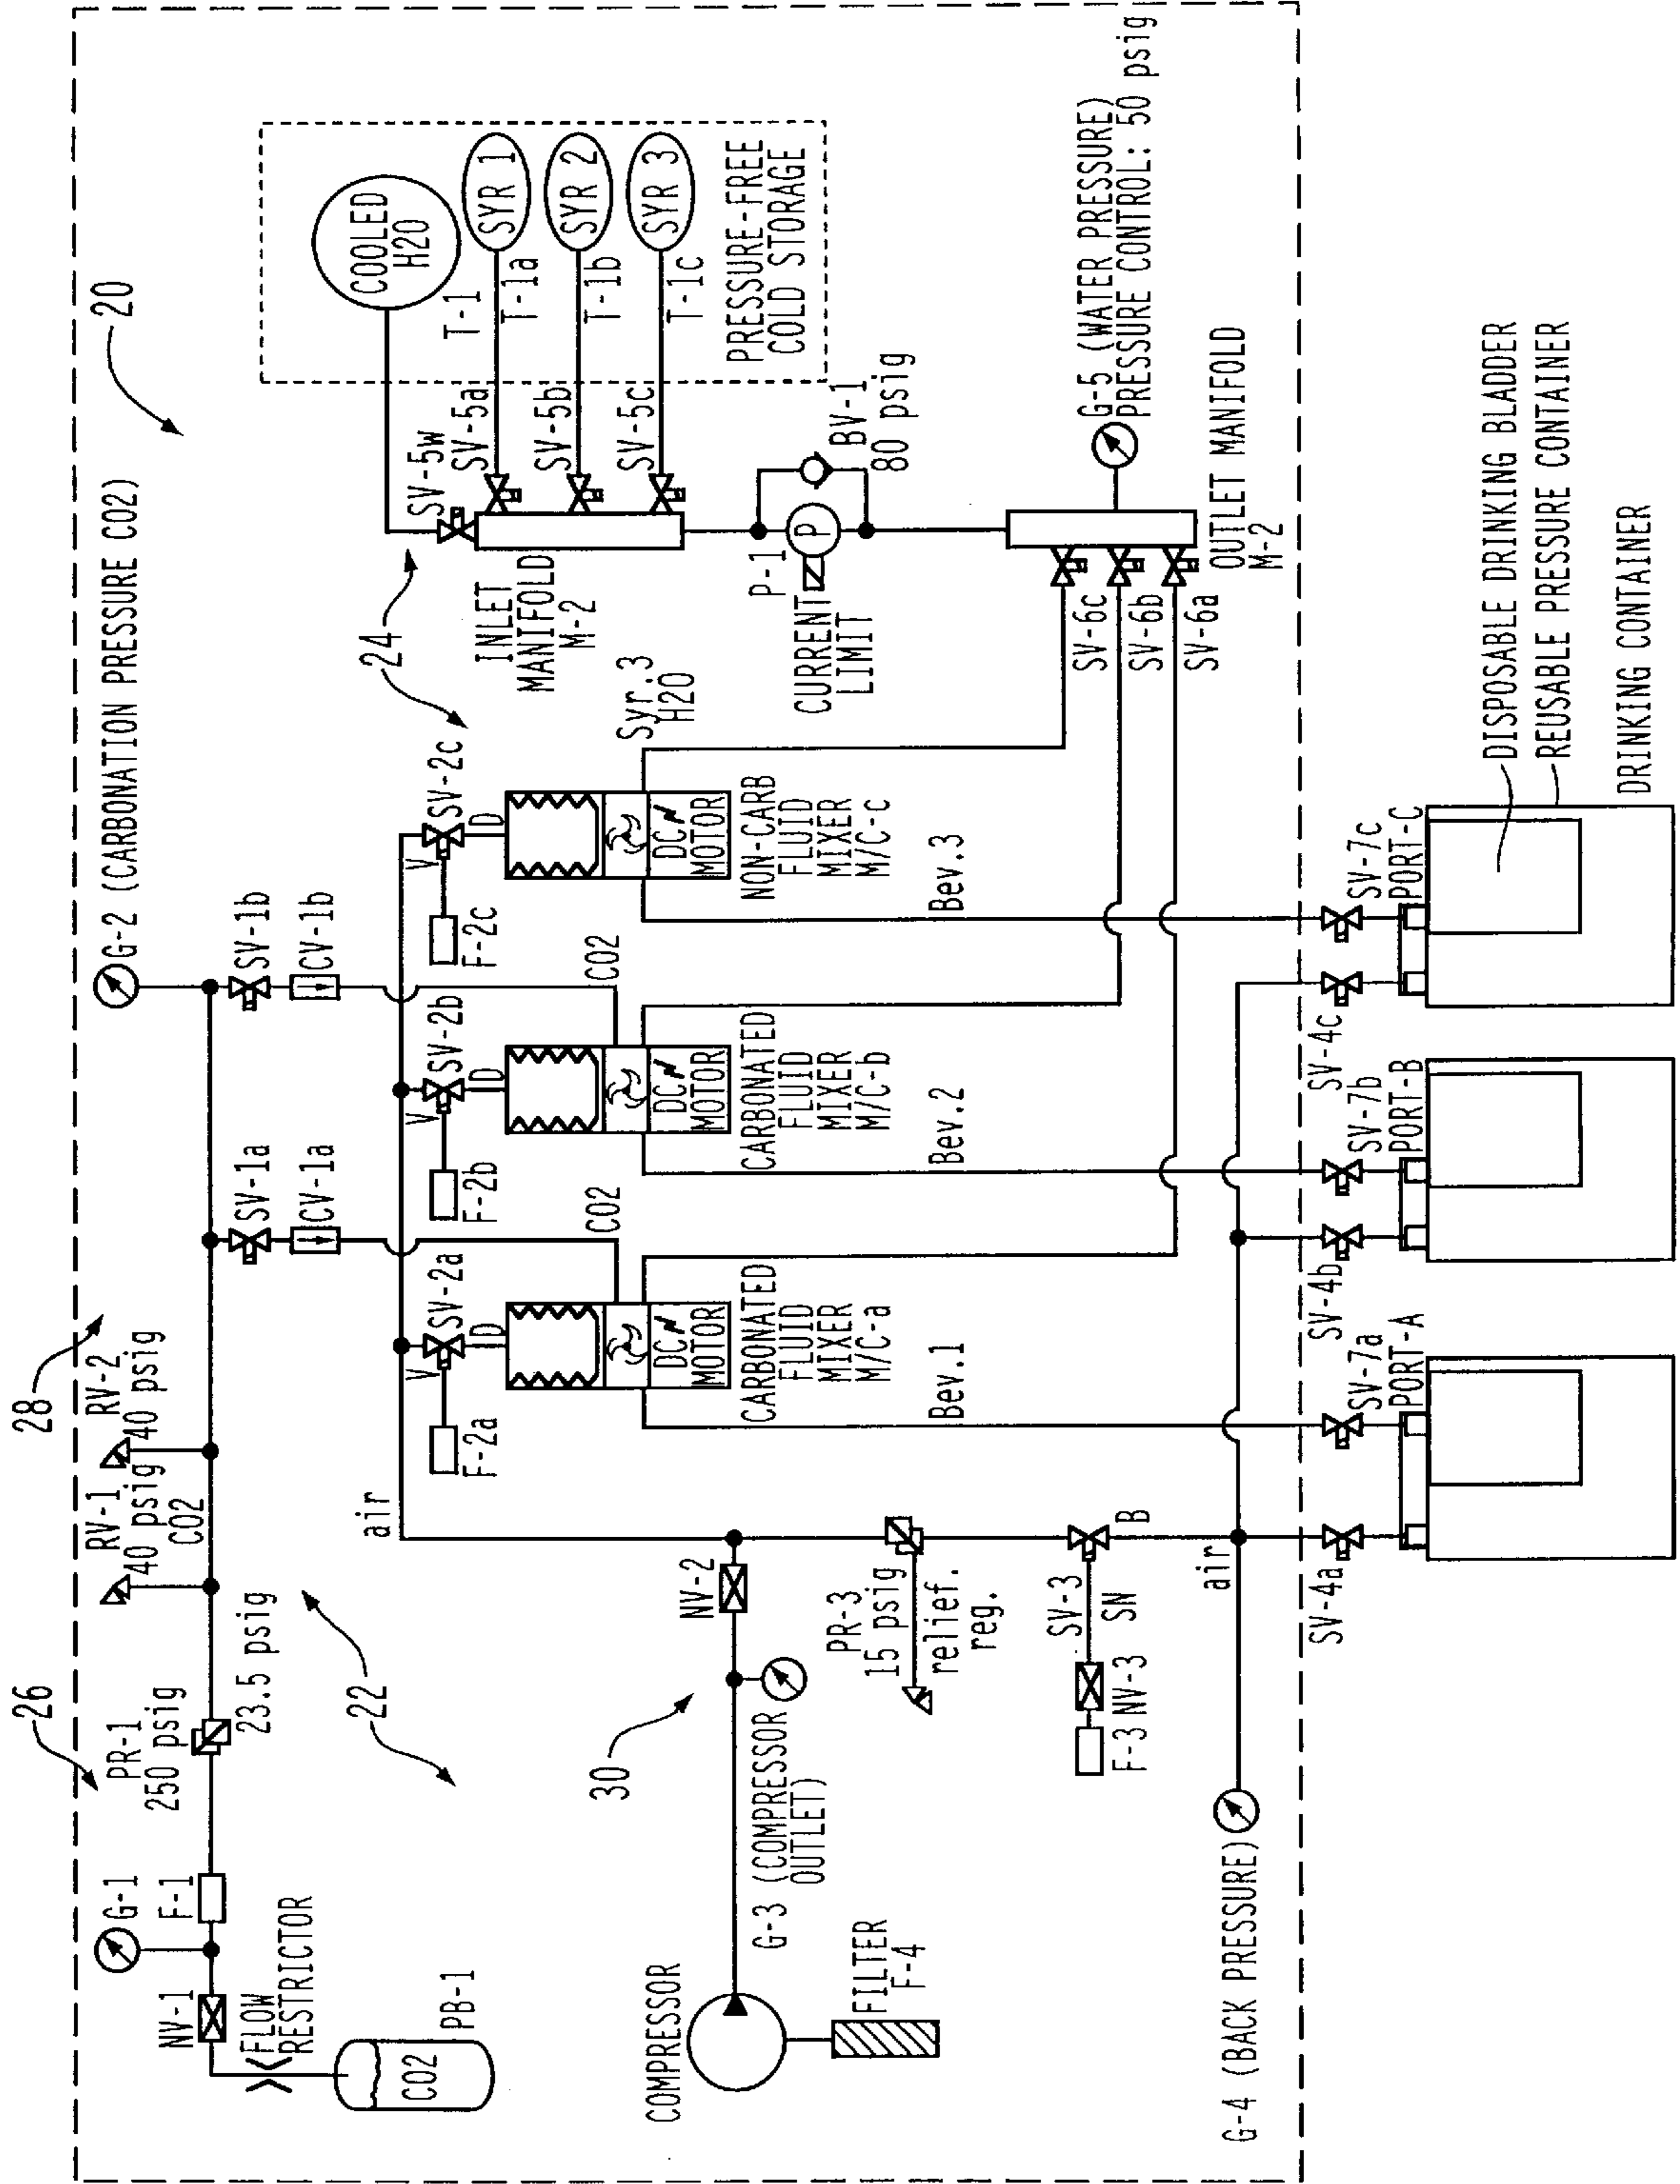 20
28
26
22
24
30
G-2 (CARBONATION PRESSURE CO2)
RV-2
40 psig
RV-1
40 psig
CO2
PR-1
250 psig
23.5 psig
G-1
F-1
NV-1
FLOW
RESTRICTOR
CO2
PB-1
SV-1a
CV-1a
SV-1b
CV-1b
air
SV-2a
V
D
F-2a
CO2
DC
MOTOR
CARBONATED
FLUID
MIXER
M/C-a
Bev.1
SV-2b
V
D
F-2b
CO2
DC
MOTOR
CARBONATED
FLUID
MIXER
M/C-b
Bev.2
SV-2c
V
D
F-2c
DC
MOTOR
NON-CARB
FLUID
MIXER
M/C-c
Bev.3
Syr.3
H2O
COOLED
H2O
T-1
SYR 1
T-1a
SYR 2
T-1b
SYR 3
T-1c
PRESSURE-FREE
COLD STORAGE
SV-5w
SV-5a
SV-5b
SV-5c
INLET
MANIFOLD
M-2
P-1
P
CURRENT
LIMIT
BV-1
80 psig
G-5 (WATER PRESSURE)
PRESSURE CONTROL: 50 psig
OUTLET MANIFOLD
M-2
SV-6c
SV-6b
SV-6a
COMPRESSOR
FILTER
F-4
G-3 (COMPRESSOR
OUTLET)
NV-2
PR-3
15 psig
relief.
reg.
SV-3
SN
B
F-3
NV-3
air
G-4 (BACK PRESSURE)
SV-4a
SV-7a
PORT-A
SV-4b
SV-7b
PORT-B
SV-4c
SV-7c
PORT-C
DISPOSABLE DRINKING BLADDER
REUSABLE PRESSURE CONTAINER
DRINKING CONTAINER